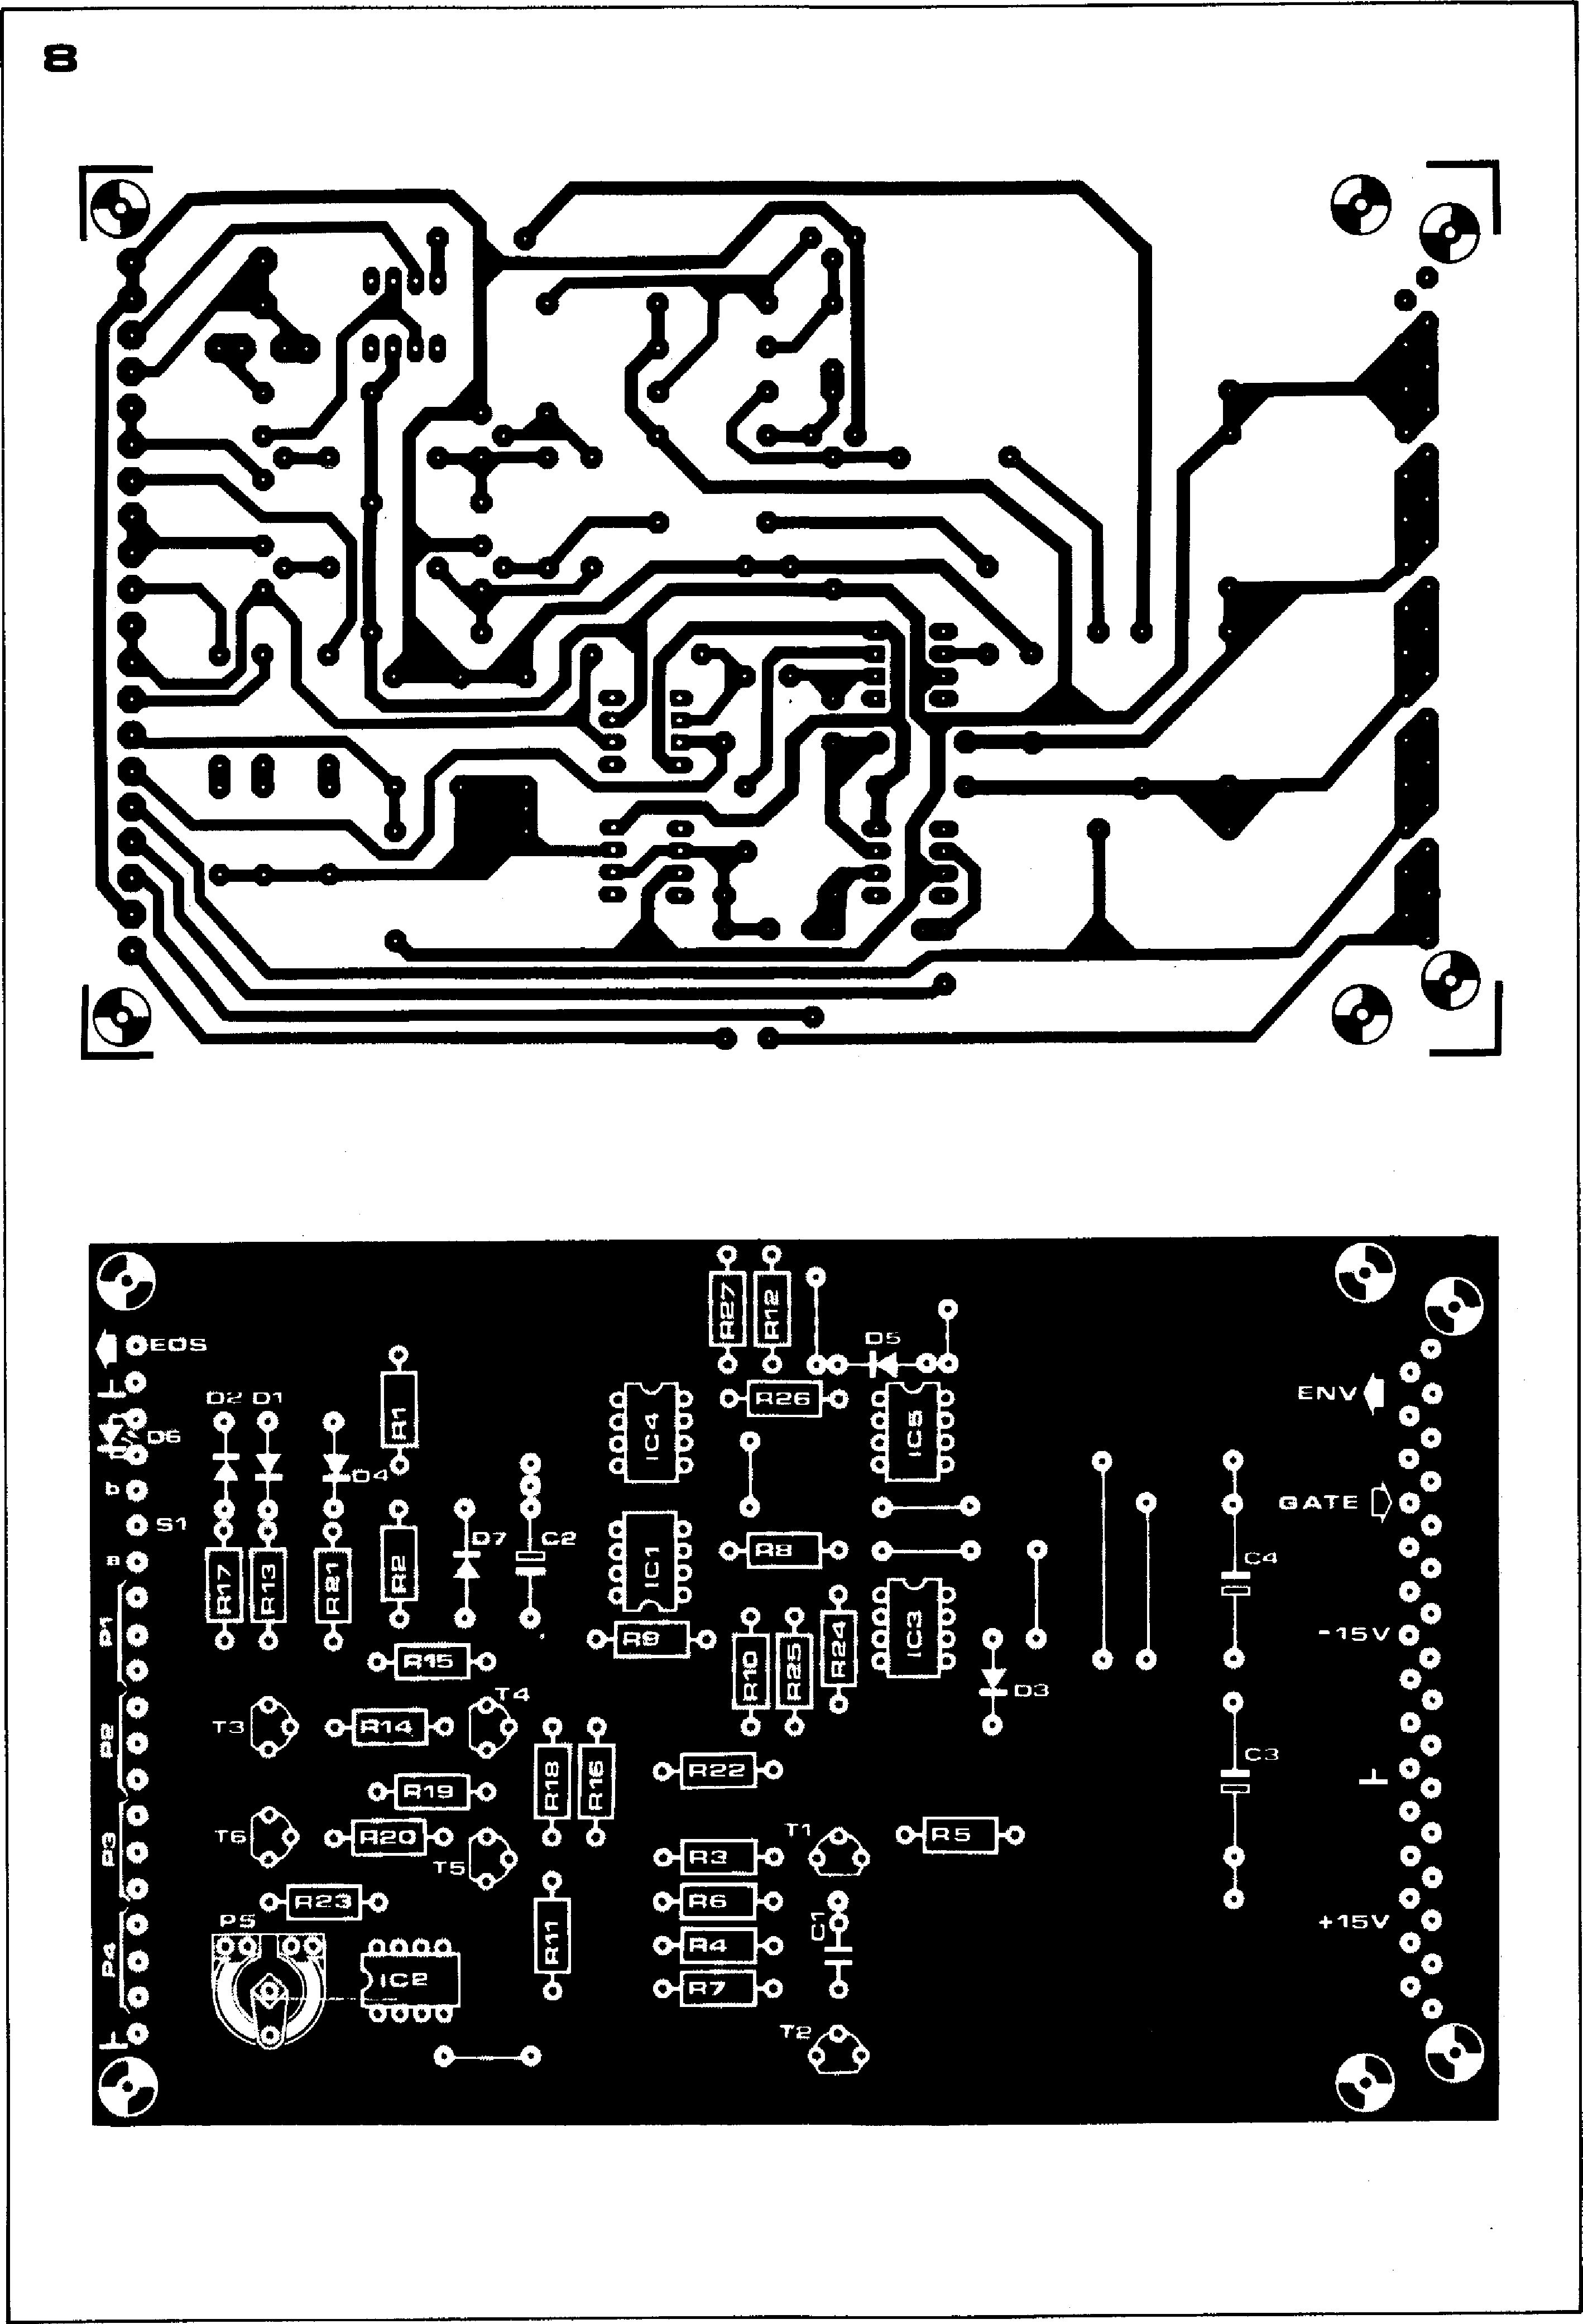 8
R27
R12
D5
EOS
ENV
D2 D1
R1
R26
IC4
IC5
D6
D4
b
GATE
S1
D7
C2
R8
a
C4
R17
R13
R21
R2
IC1
P1
R9
-15V
R15
R10
R25
R24
IC3
D3
T4
T3
R14
P2
R18
R16
R22
C3
R19
T6
R20
T5
P3
T1
R5
R3
R23
R6
P5
R11
C1
+15V
P4
R4
IC2
R7
T2